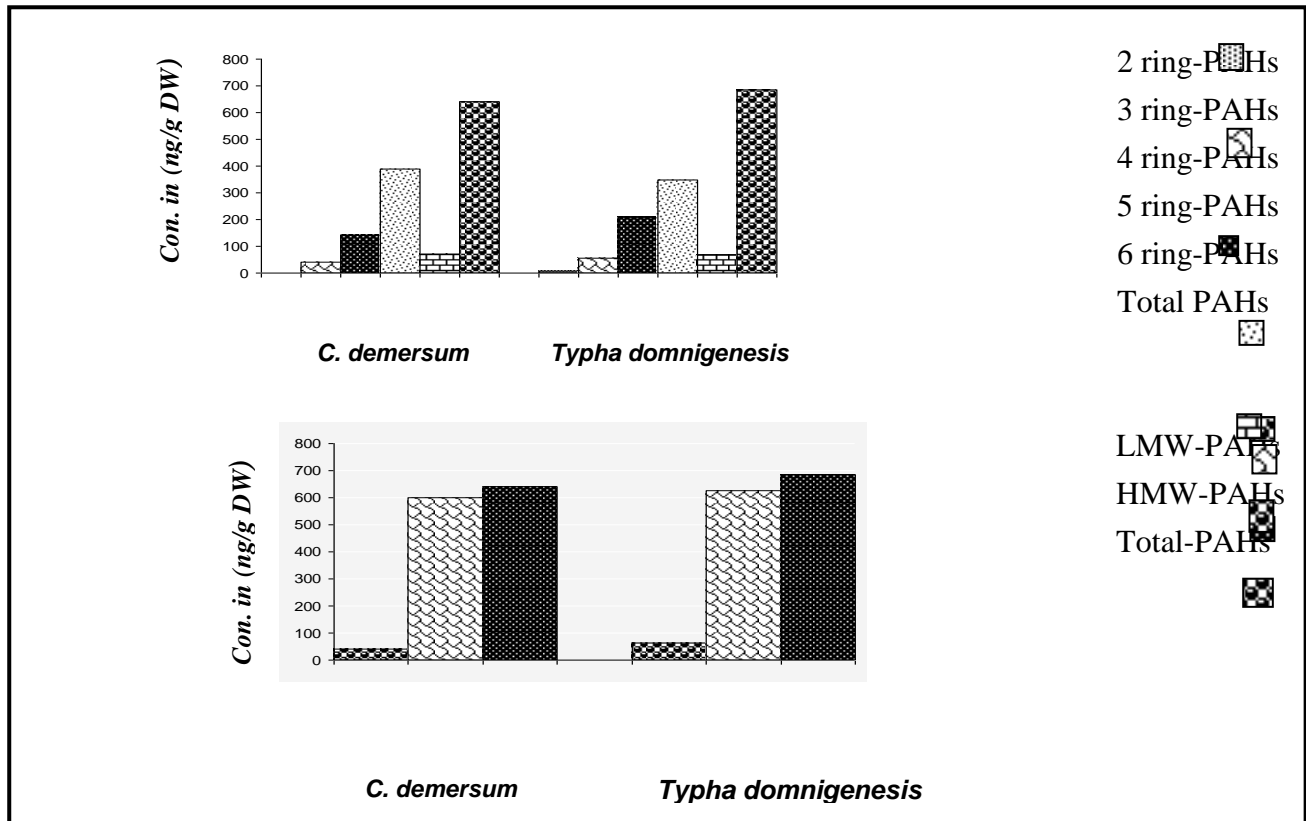 Con. in (ng/g DW)
800
700
600
500
400
300
200
100
0
C. demersum Typha domnigenesis
2 ring-PAHs
3 ring-PAHs
4 ring-PAHs
5 ring-PAHs
6 ring-PAHs
Total PAHs
Con. in (ng/g DW)
800
700
600
500
400
300
200
100
0
C. demersum Typha domnigenesis
LMW-PAHs
HMW-PAHs
Total-PAHs